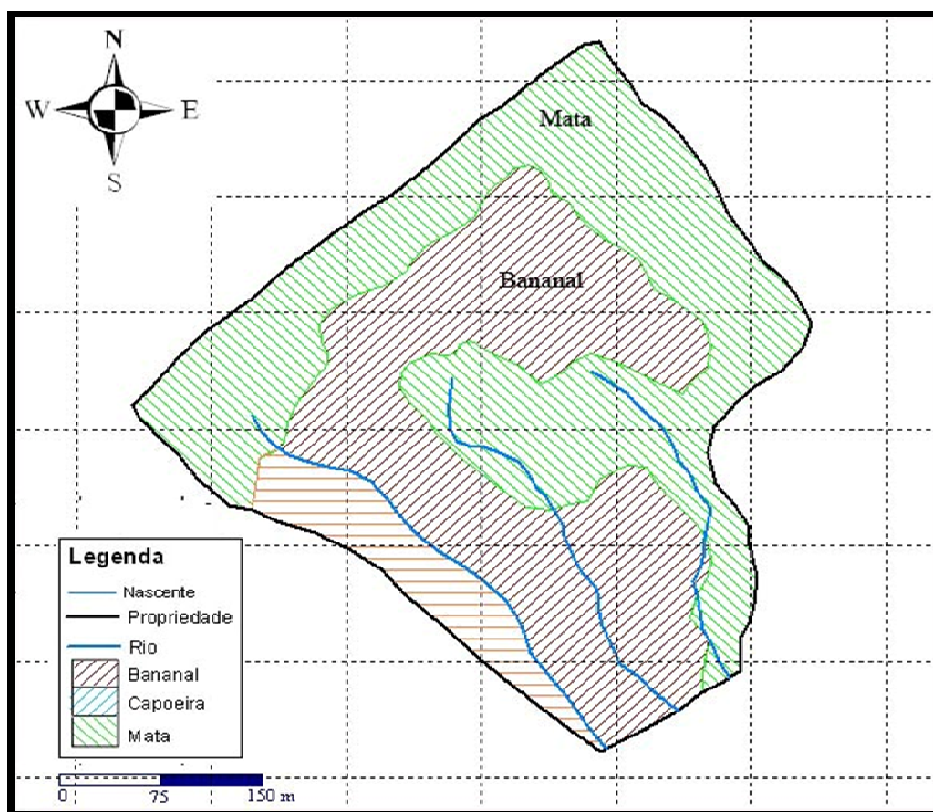 N
W E
S
Mata
Bananal
Legenda
Nascente
Propriedade
Rio
Bananal
Capoeira
Mata
0 75 150 m